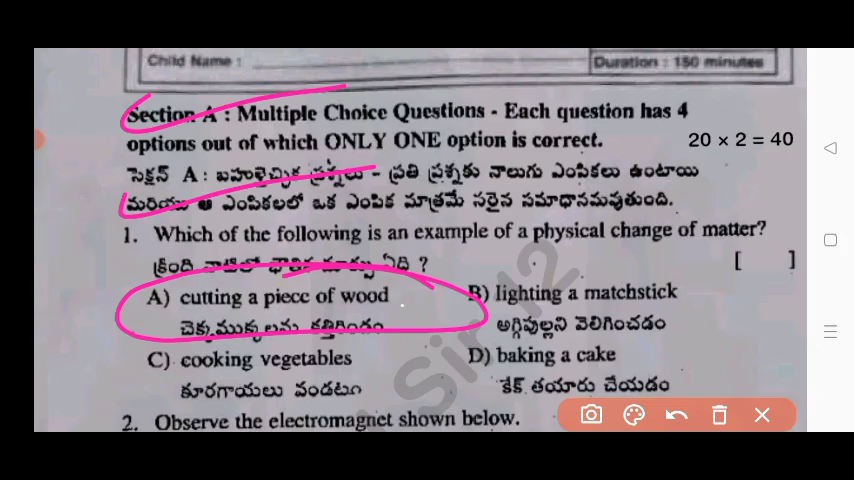 Child Name :
Duration : 150 minutes
Section A : Multiple Choice Questions - Each question has 4
options out of which ONLY ONE option is correct. 20 × 2 = 40
సెక్షన్ A : బహుళైచ్ఛిక ప్రశ్నలు - ప్రతి ప్రశ్నకు నాలుగు ఎంపికలు ఉంటాయి
మరియు ఆ ఎంపికలలో ఒక ఎంపిక మాత్రమే సరైన సమాధానమవుతుంది.
1. Which of the following is an example of a physical change of matter?
క్రింది వాటిలో భౌతిక మార్పు ఏది ? [ ]
A) cutting a piece of wood B) lighting a matchstick
చెక్కముక్కలను కత్తిరించడం అగ్గిపుల్లని వెలిగించడం
C) cooking vegetables D) baking a cake
కూరగాయలు వండటం కేక్ తయారు చేయడం
2. Observe the electromagnet shown below.
Sir 12